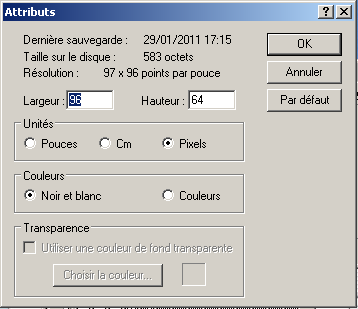 Attributs
Dernière sauvegarde : 29/01/2011 17:15
Taille sur le disque : 583 octets
Résolution : 97 x 96 points par pouce
OK
Annuler
Par défaut
Largeur : 96 Hauteur : 64
Unités
Pouces Cm Pixels
Couleurs
Noir et blanc Couleurs
Transparence
Utiliser une couleur de fond transparente
Choisir la couleur...